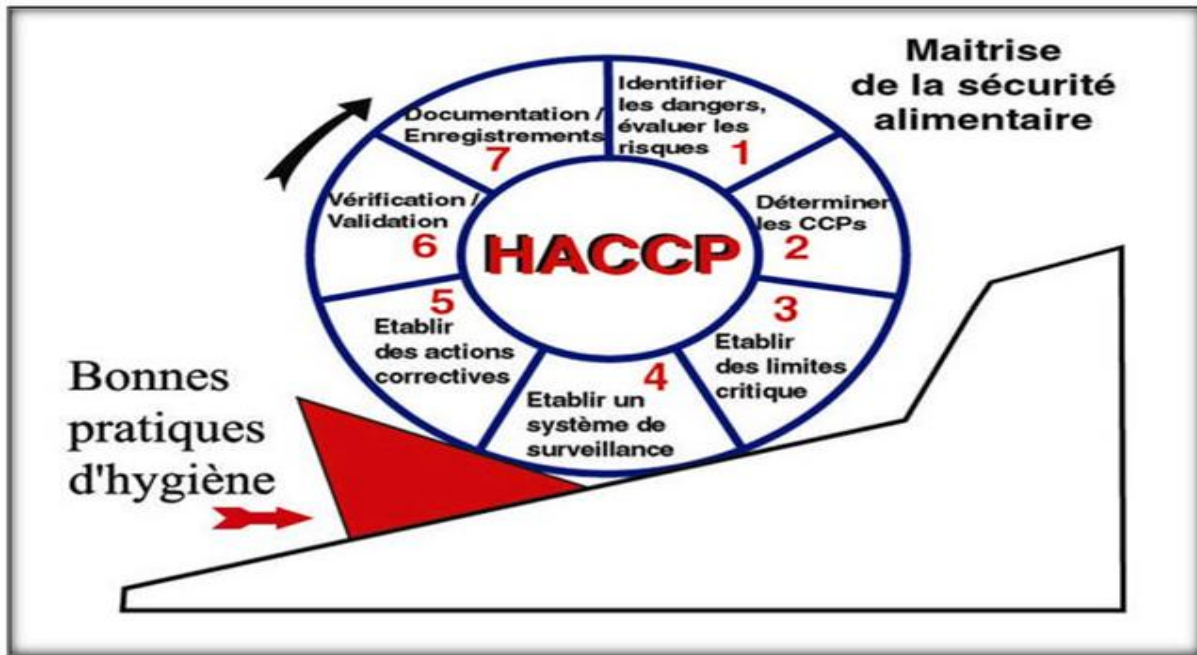 Maitrise
de la sécurité
alimentaire
Identifier
les dangers,
évaluer les
risques
1
Déterminer
les CCPs
2
3
Etablir
des limites
critique
4
Etablir un
système de
surveillance
5
Etablir
des actions
correctives
Vérification /
Validation
6
Documentation /
Enregistrements
7
HACCP
Bonnes
pratiques
d'hygiène